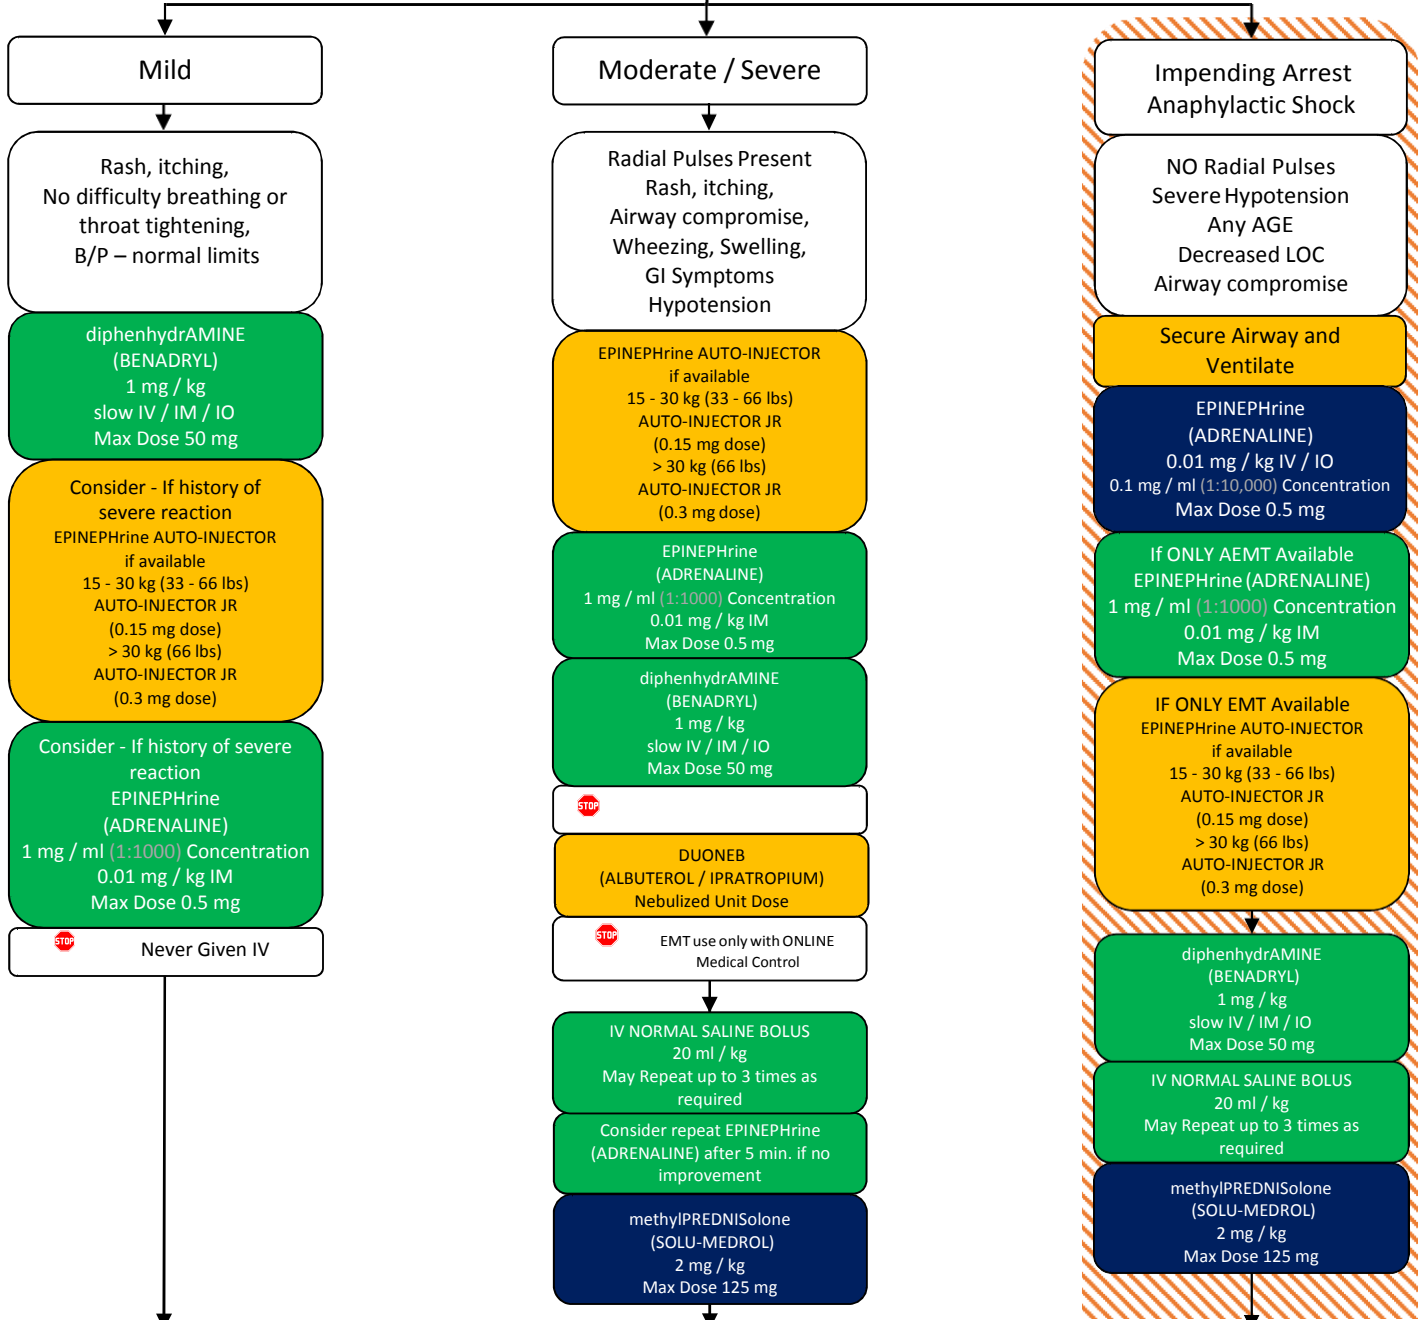 Mild
Rash, itching,
No difficulty breathing or
throat tightening,
B/P – normal limits
diphenhydrAMINE
(BENADRYL)
1 mg / kg
slow IV / IM / IO
Max Dose 50 mg
Consider - If history of
severe reaction
EPINEPHrine AUTO-INJECTOR
if available
15 - 30 kg (33 - 66 lbs)
AUTO-INJECTOR JR
(0.15 mg dose)
> 30 kg (66 lbs)
AUTO-INJECTOR JR
(0.3 mg dose)
Consider - If history of severe
reaction
EPINEPHrine
(ADRENALINE)
1 mg / ml (1:1000) Concentration
0.01 mg / kg IM
Max Dose 0.5 mg
STOP Never Given IV
Moderate / Severe
Radial Pulses Present
Rash, itching,
Airway compromise,
Wheezing, Swelling,
GI Symptoms
Hypotension
EPINEPHrine AUTO-INJECTOR
if available
15 - 30 kg (33 - 66 lbs)
AUTO-INJECTOR JR
(0.15 mg dose)
> 30 kg (66 lbs)
AUTO-INJECTOR JR
(0.3 mg dose)
EPINEPHrine
(ADRENALINE)
1 mg / ml (1:1000) Concentration
0.01 mg / kg IM
Max Dose 0.5 mg
diphenhydrAMINE
(BENADRYL)
1 mg / kg
slow IV / IM / IO
Max Dose 50 mg
STOP
DUONEB
(ALBUTEROL / IPRATROPIUM)
Nebulized Unit Dose
STOP EMT use only with ONLINE
Medical Control
IV NORMAL SALINE BOLUS
20 ml / kg
May Repeat up to 3 times as
required
Consider repeat EPINEPHrine
(ADRENALINE) after 5 min. if no
improvement
methylPREDNISolone
(SOLU-MEDROL)
2 mg / kg
Max Dose 125 mg
Impending Arrest
Anaphylactic Shock
NO Radial Pulses
Severe Hypotension
Any AGE
Decreased LOC
Airway compromise
Secure Airway and
Ventilate
EPINEPHrine
(ADRENALINE)
0.01 mg / kg IV / IO
0.1 mg / ml (1:10,000) Concentration
Max Dose 0.5 mg
If ONLY AEMT Available
EPINEPHrine (ADRENALINE)
1 mg / ml (1:1000) Concentration
0.01 mg / kg IM
Max Dose 0.5 mg
IF ONLY EMT Available
EPINEPHrine AUTO-INJECTOR
if available
15 - 30 kg (33 - 66 lbs)
AUTO-INJECTOR JR
(0.15 mg dose)
> 30 kg (66 lbs)
AUTO-INJECTOR JR
(0.3 mg dose)
diphenhydrAMINE
(BENADRYL)
1 mg / kg
slow IV / IM / IO
Max Dose 50 mg
IV NORMAL SALINE BOLUS
20 ml / kg
May Repeat up to 3 times as
required
methylPREDNISolone
(SOLU-MEDROL)
2 mg / kg
Max Dose 125 mg